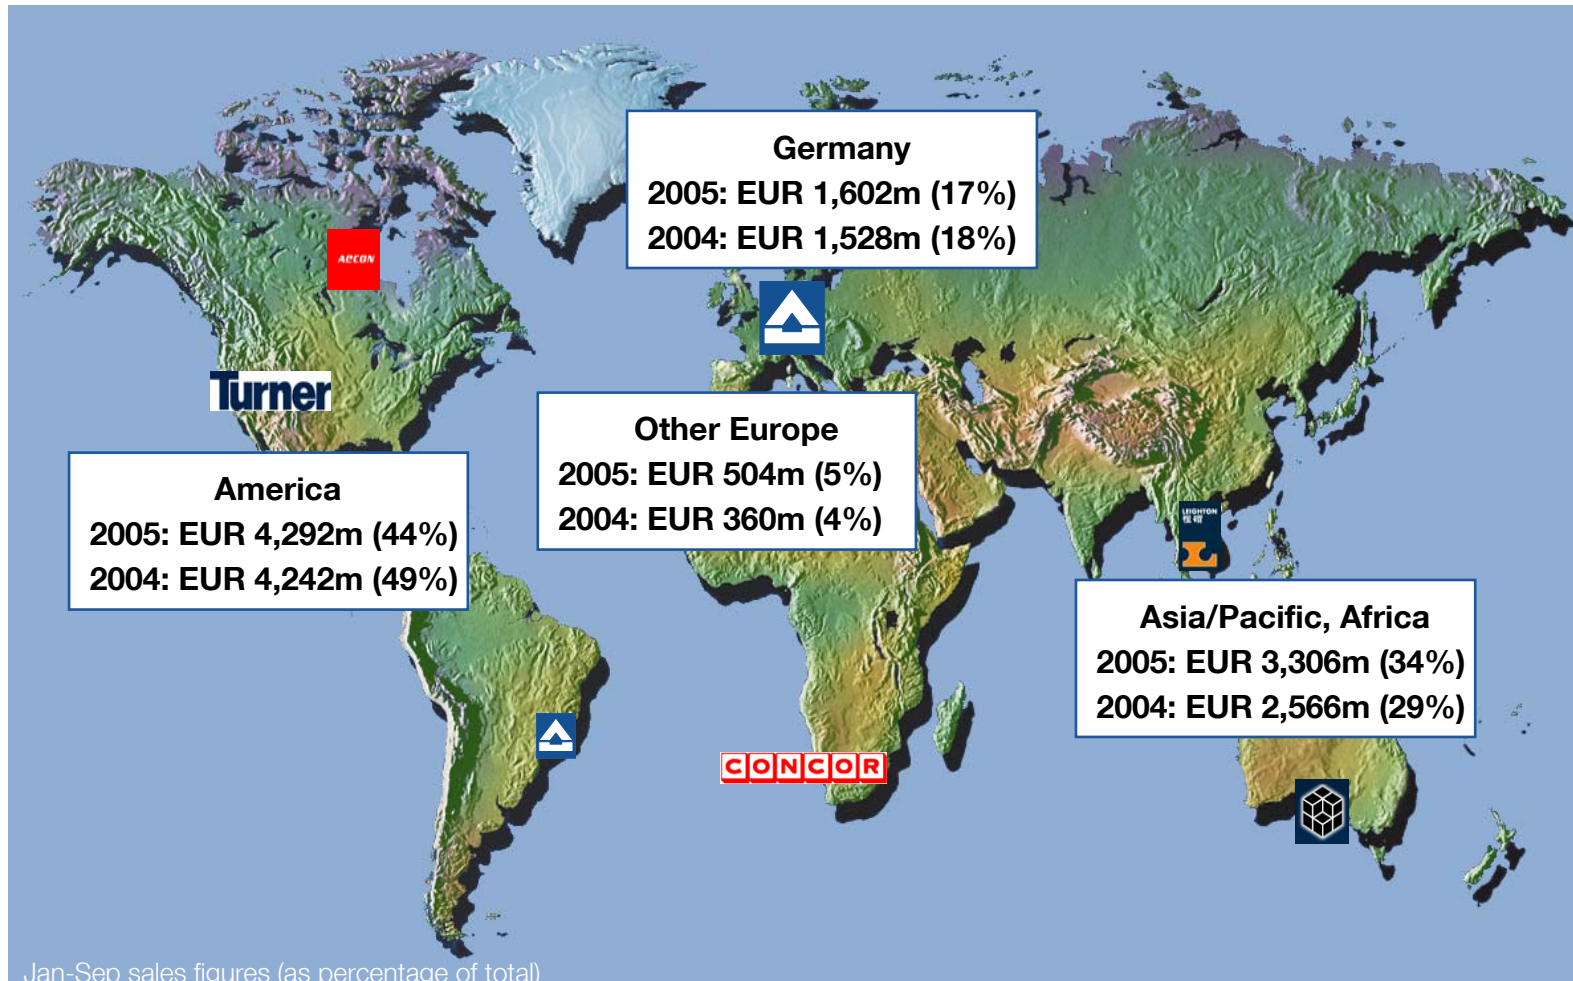 Germany
2005: EUR 1,602m (17%)
2004: EUR 1,528m (18%)
AECON
Turner
Other Europe
2005: EUR 504m (5%)
2004: EUR 360m (4%)
America
2005: EUR 4,292m (44%)
2004: EUR 4,242m (49%)
LEIGHTON
Asia/Pacific, Africa
2005: EUR 3,306m (34%)
2004: EUR 2,566m (29%)
CONCOR
Jan-Sep sales figures (as percentage of total)